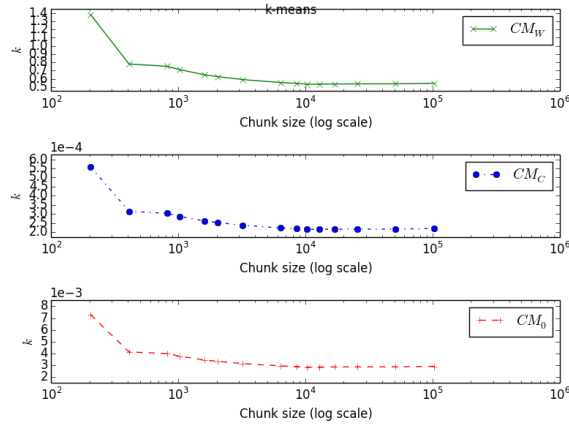 k-means
1.4
1.3
1.2
1.1
1.0
0.9
0.8
0.7
0.6
0.5
k
CM_W
10^2 10^3 10^4 10^5 10^6
Chunk size (log scale)
1e−4
6.0
5.5
5.0
4.5
4.0
3.5
3.0
2.5
2.0
k
CM_C
10^2 10^3 10^4 10^5 10^6
Chunk size (log scale)
1e−3
8
7
6
5
4
3
2
k
CM_0
10^2 10^3 10^4 10^5 10^6
Chunk size (log scale)